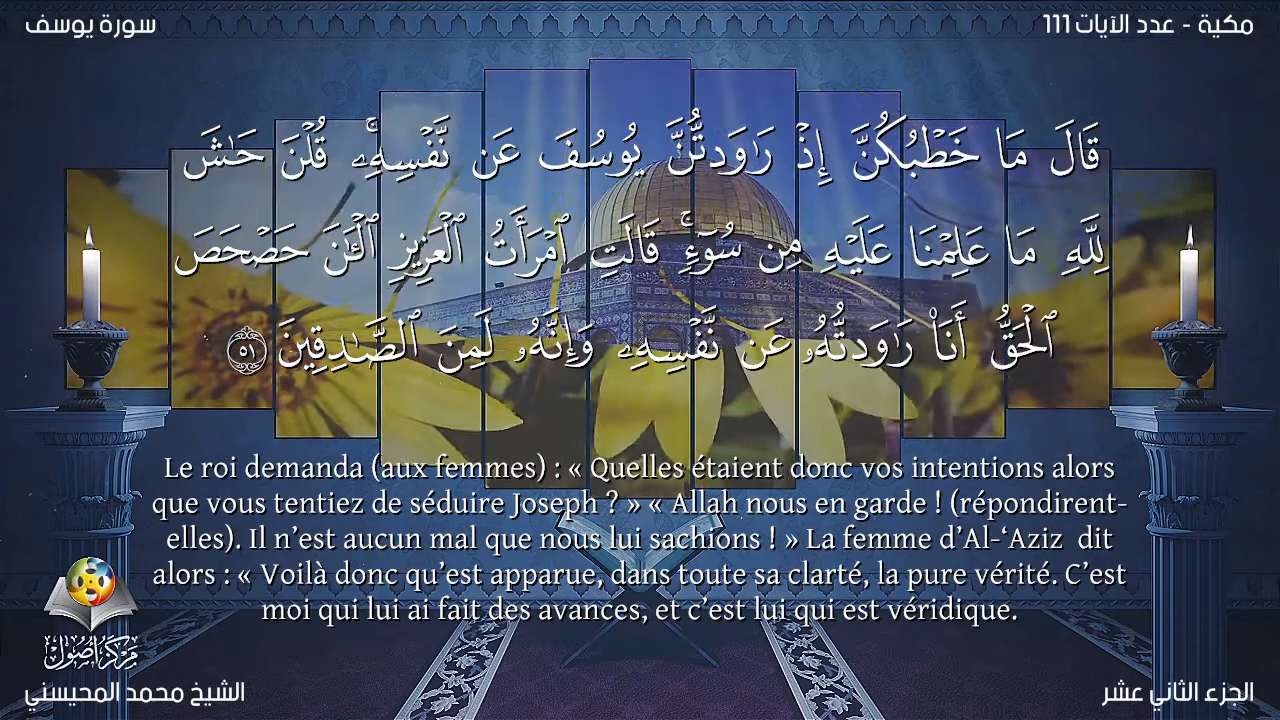 سورة يوسف
مكية - عدد الآيات 111
قَالَ مَا خَطْبُكُنَّ إِذْ رَٰوَدتُّنَّ يُوسُفَ عَن نَّفْسِهِۦۚ قُلْنَ حَٰشَ
لِلَّهِ مَا عَلِمْنَا عَلَيْهِ مِن سُوٓءٍۚ قَالَتِ ٱمْرَأَتُ ٱلْعَزِيزِ ٱلْـَٰٔنَ حَصْحَصَ
ٱلْحَقُّ أَنَا۠ رَٰوَدتُّهُۥ عَن نَّفْسِهِۦ وَإِنَّهُۥ لَمِنَ ٱلصَّٰدِقِينَ ٥١
Le roi demanda (aux femmes) : « Quelles étaient donc vos intentions alors
que vous tentiez de séduire Joseph ? » « Allah nous en garde ! (répondirent-
elles). Il n’est aucun mal que nous lui sachions ! » La femme d’Al-‘Aziz dit
alors : « Voilà donc qu’est apparue, dans toute sa clarté, la pure vérité. C’est
moi qui lui ai fait des avances, et c’est lui qui est véridique.
مركز أصول
الشيخ محمد المحيسني
الجزء الثاني عشر